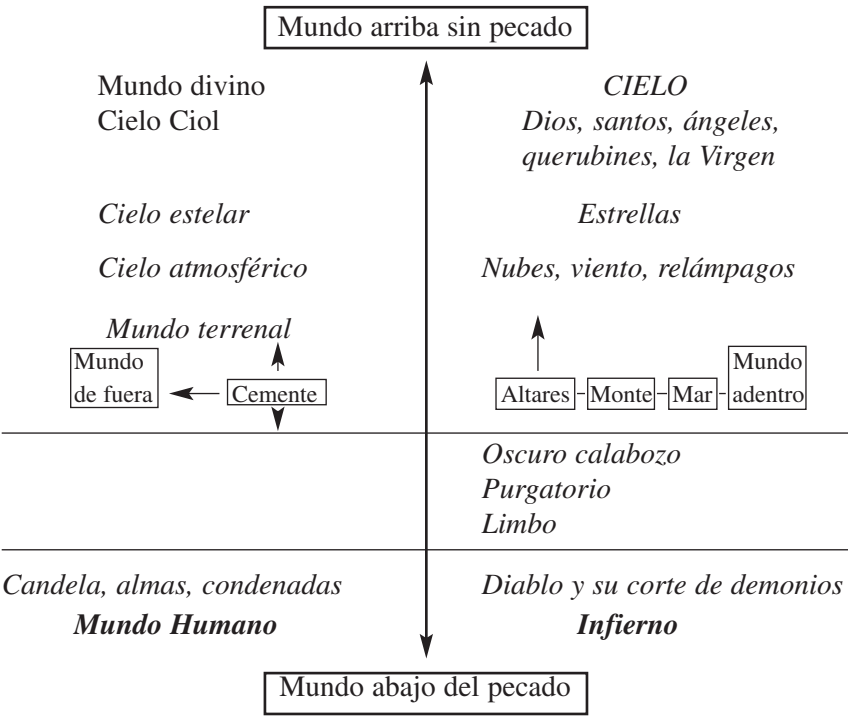 Mundo arriba sin pecado
Mundo divino
Cielo Ciol
CIELO
Dios, santos, ángeles,
querubines, la Virgen
Cielo estelar
Estrellas
Cielo atmosférico
Nubes, viento, relámpagos
Mundo terrenal
Mundo
de fuera
Cemente
Altares
Monte
Mar
Mundo
adentro
Oscuro calabozo
Purgatorio
Limbo
Candela, almas, condenadas
Diablo y su corte de demonios
Mundo Humano
Infierno
Mundo abajo del pecado